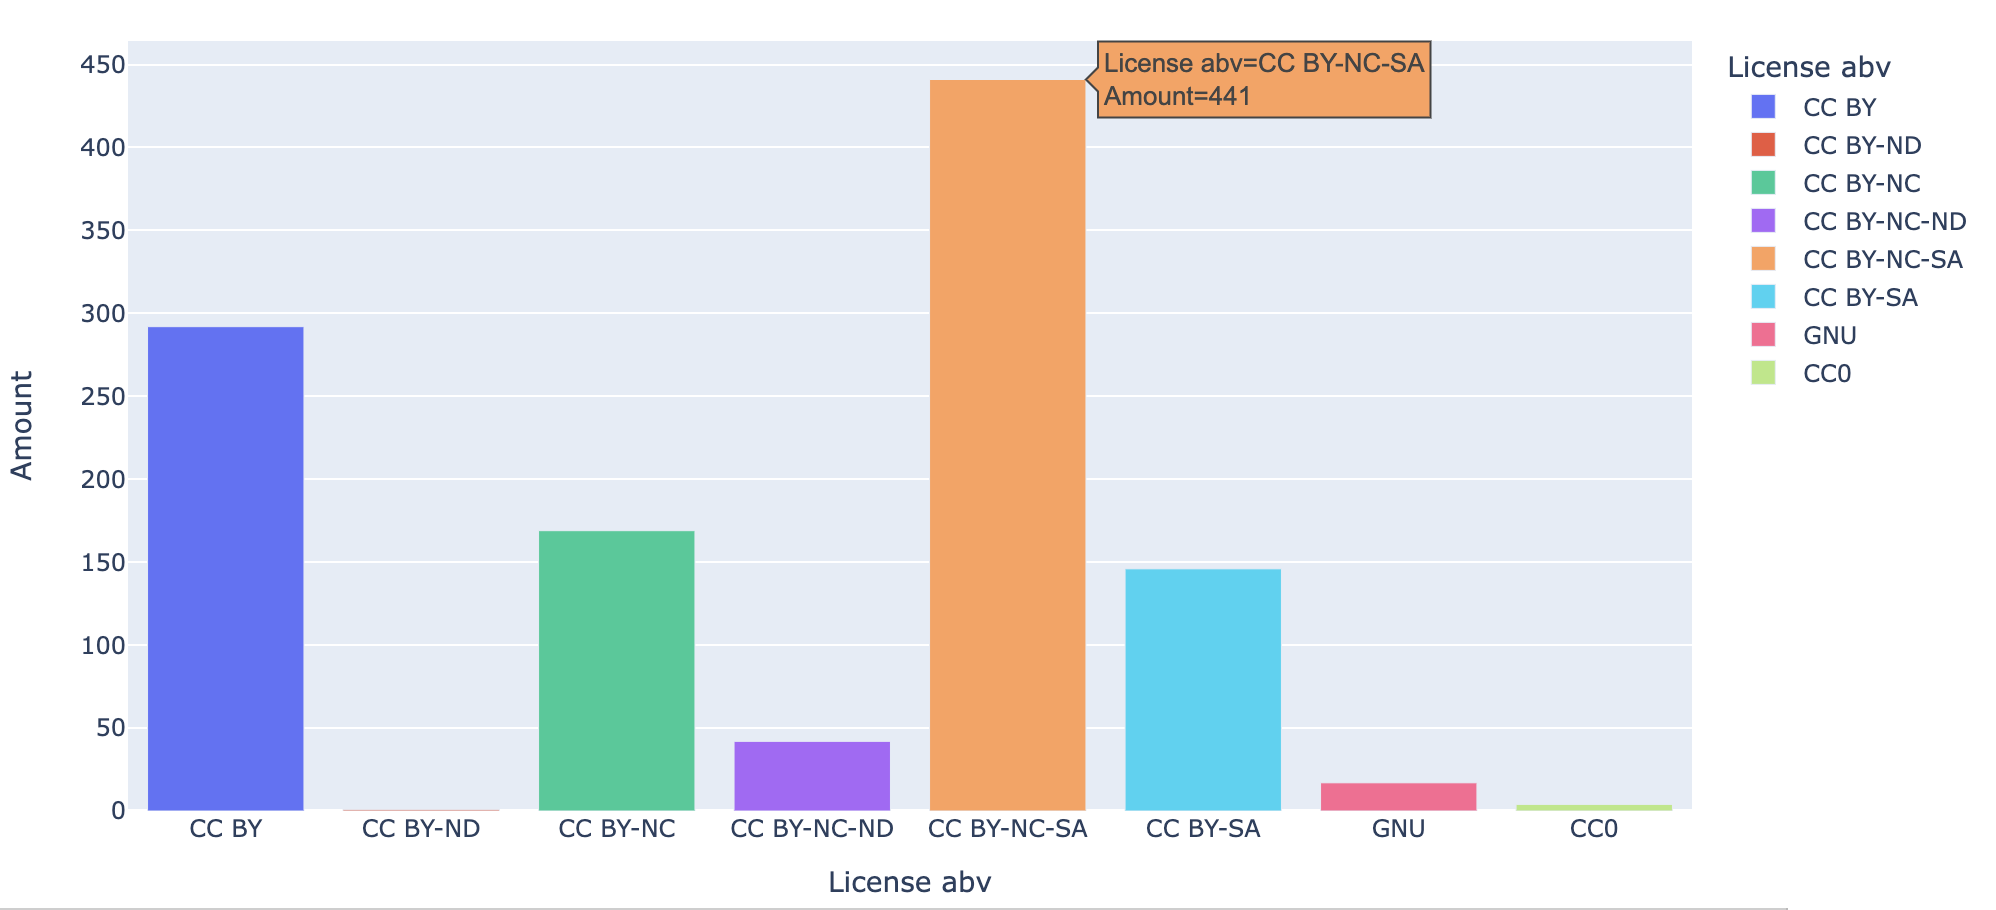 License abv=CC BY-NC-SA
Amount=441
450
400
350
300
250
200
150
100
50
0
Amount
CC BY
CC BY-ND
CC BY-NC
CC BY-NC-ND
CC BY-NC-SA
CC BY-SA
GNU
CC0
License abv
License abv
CC BY
CC BY-ND
CC BY-NC
CC BY-NC-ND
CC BY-NC-SA
CC BY-SA
GNU
CC0